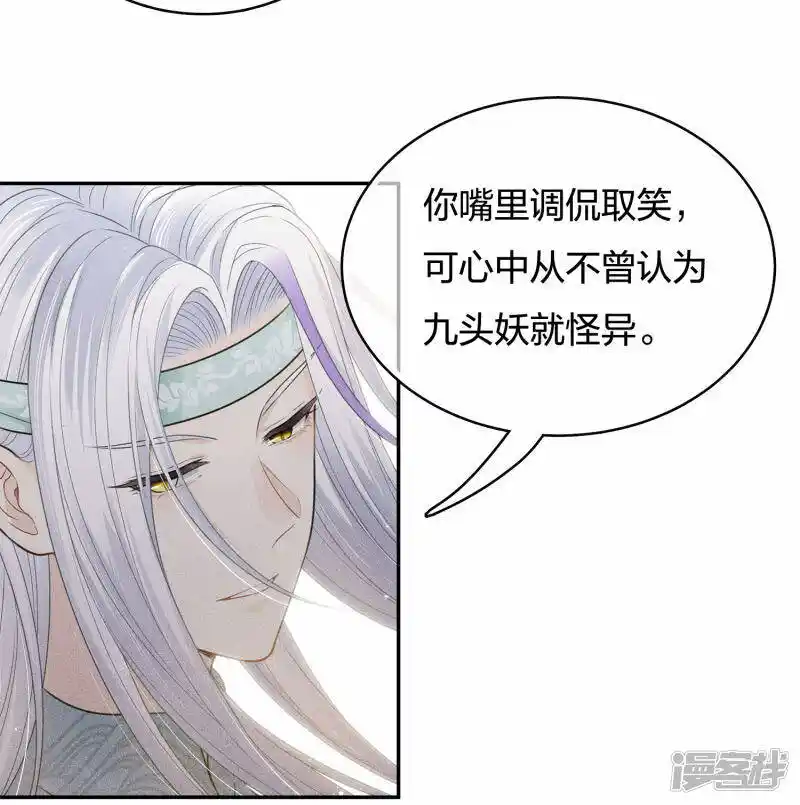 你嘴里调侃取笑，
可心中从不曾认为
九头妖就怪异。
漫客栈